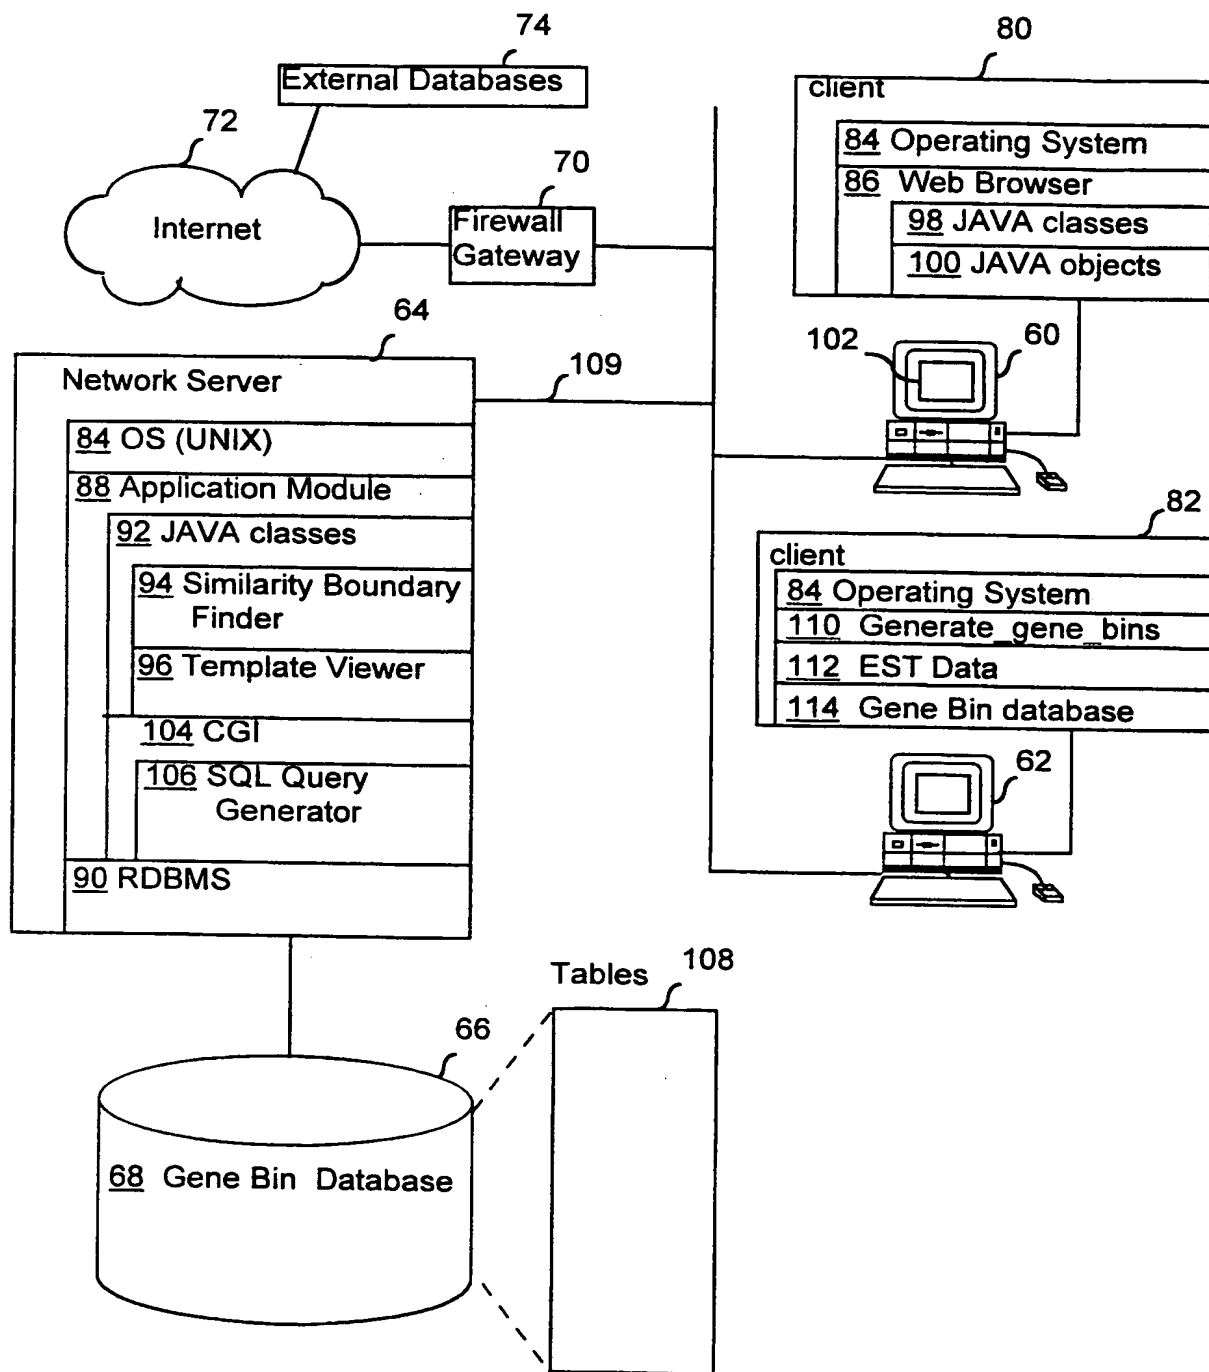 74
External Databases
72
Internet
70
Firewall
Gateway
80
client
84 Operating System
86 Web Browser
98 JAVA classes
100 JAVA objects
102
60
64
Network Server
109
84 OS (UNIX)
88 Application Module
92 JAVA classes
94 Similarity Boundary
Finder
96 Template Viewer
104 CGI
106 SQL Query
Generator
90 RDBMS
82
client
84 Operating System
110 Generate_gene_bins
112 EST Data
114 Gene Bin database
62
66
68 Gene Bin Database
Tables
108